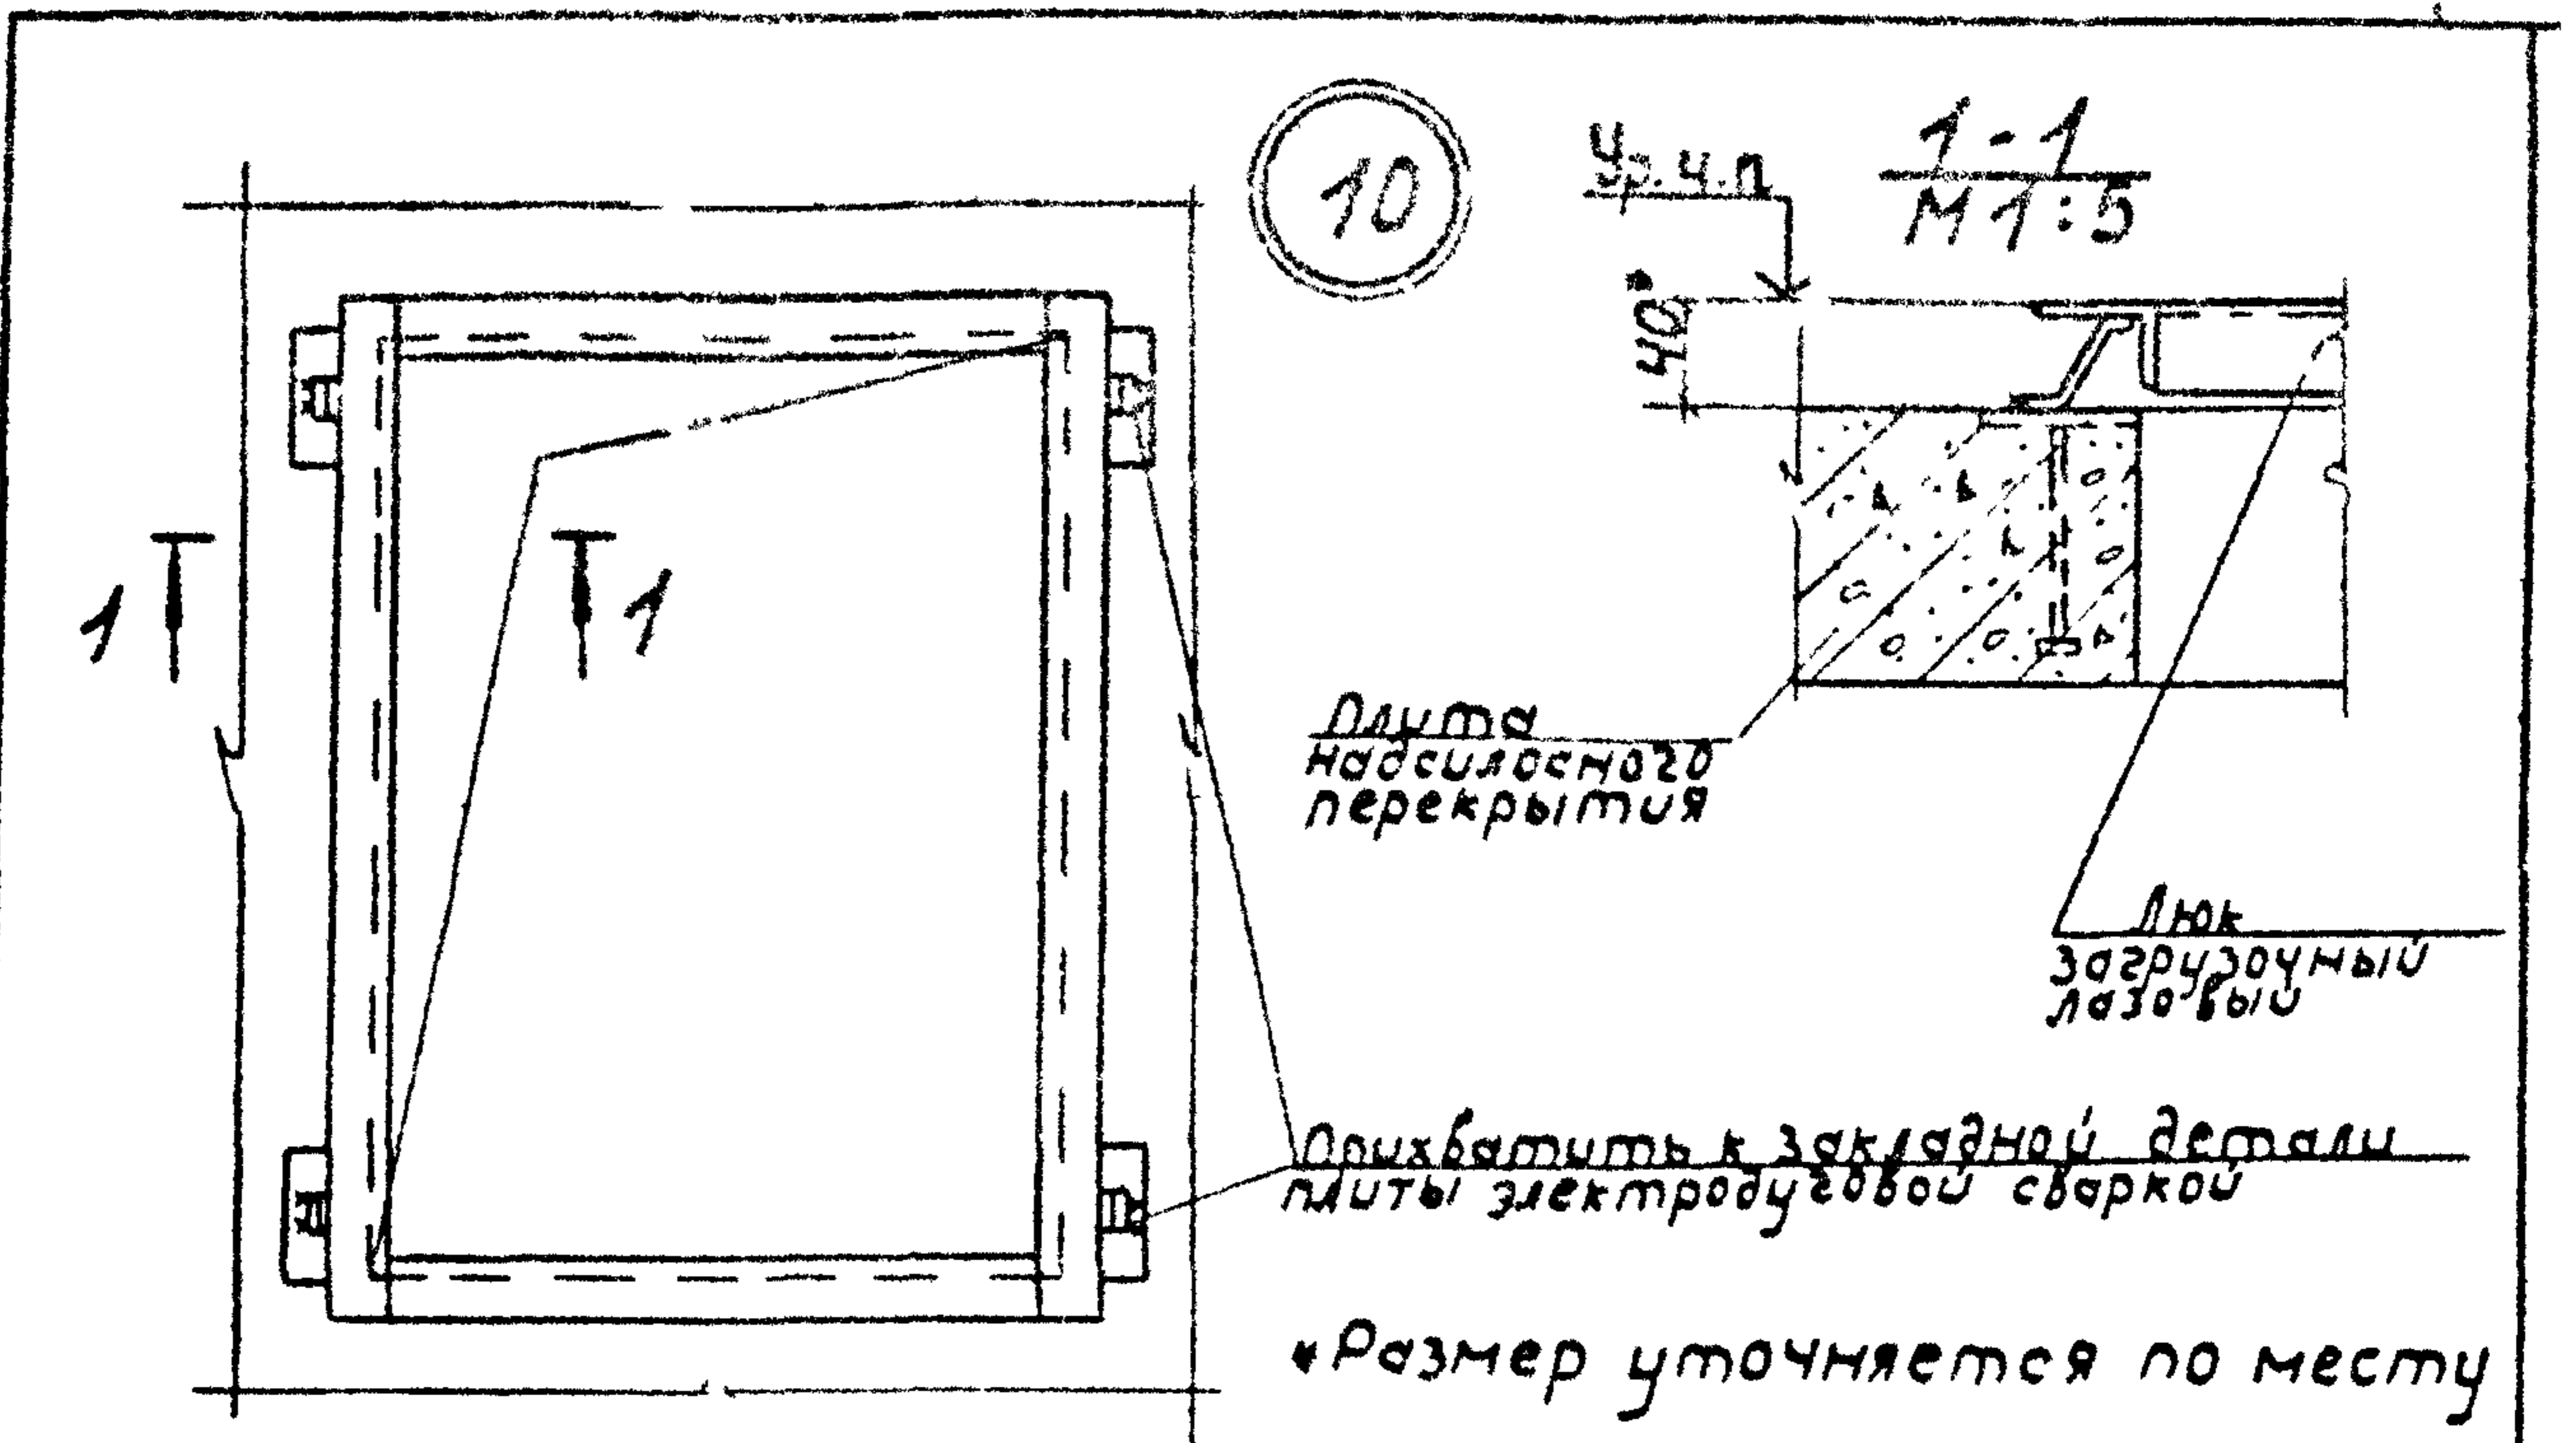 10
Ур.ч.п
1-1
М 1:5
40*
1 1
Плита
надсилосного
перекрытия
Люк
загрузочный
лазовый
Прихватить к закладной детали
плиты электродуговой сваркой
*Размер уточняется по месту